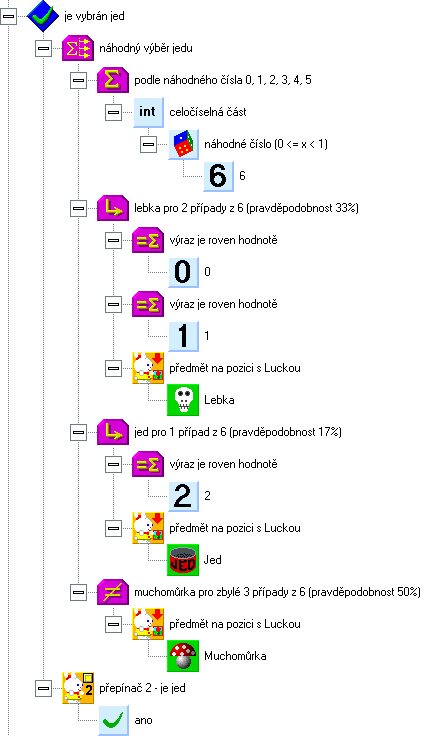 je vybrán jed
náhodný výběr jedu
podle náhodného čísla 0, 1, 2, 3, 4, 5
int celočíselná část
náhodné číslo (0 <= x < 1)
6 6
lebka pro 2 případy z 6 (pravděpodobnost 33%)
výraz je roven hodnotě
0 0
výraz je roven hodnotě
1 1
předmět na pozici s Luckou
Lebka
jed pro 1 případ z 6 (pravděpodobnost 17%)
výraz je roven hodnotě
2 2
předmět na pozici s Luckou
JED Jed
muchomůrka pro zbylé 3 případy z 6 (pravděpodobnost 50%)
předmět na pozici s Luckou
Muchomůrka
2 přepínač 2 - je jed
ano